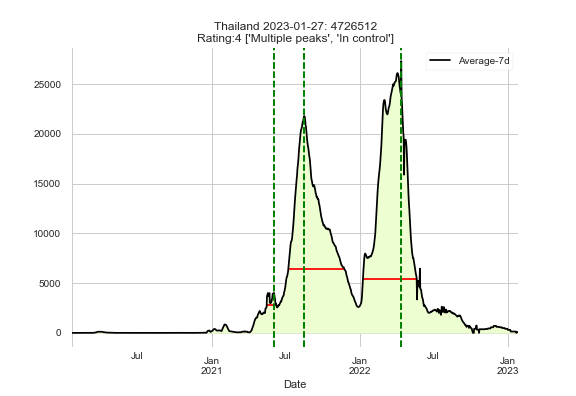 Thailand 2023-01-27: 4726512
Rating:4 ['Multiple peaks', 'In control']
Average-7d
25000
20000
15000
10000
5000
0
Jul
Jan
2021
Jul
Jan
2022
Jul
Jan
2023
Date